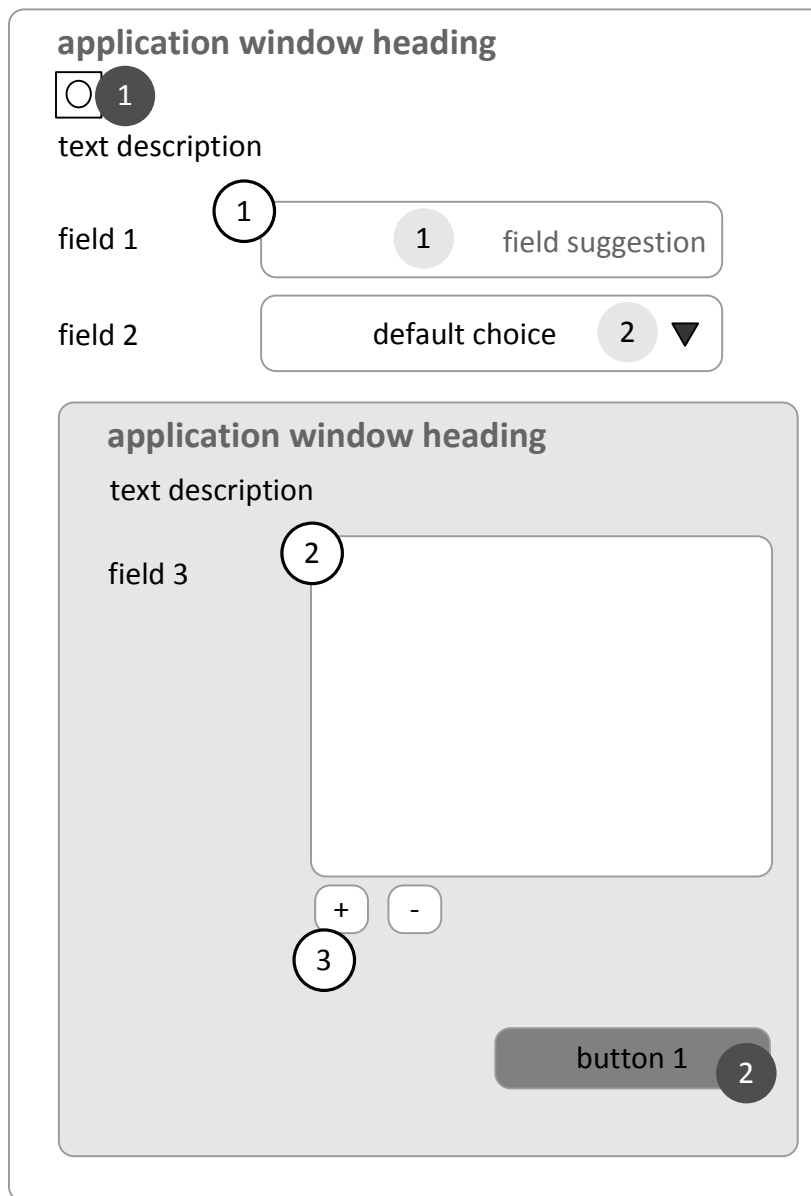 application window heading
1
text description
1
field 1 1 field suggestion
field 2 default choice 2
application window heading
text description
2
field 3
+ -
3
button 1 2